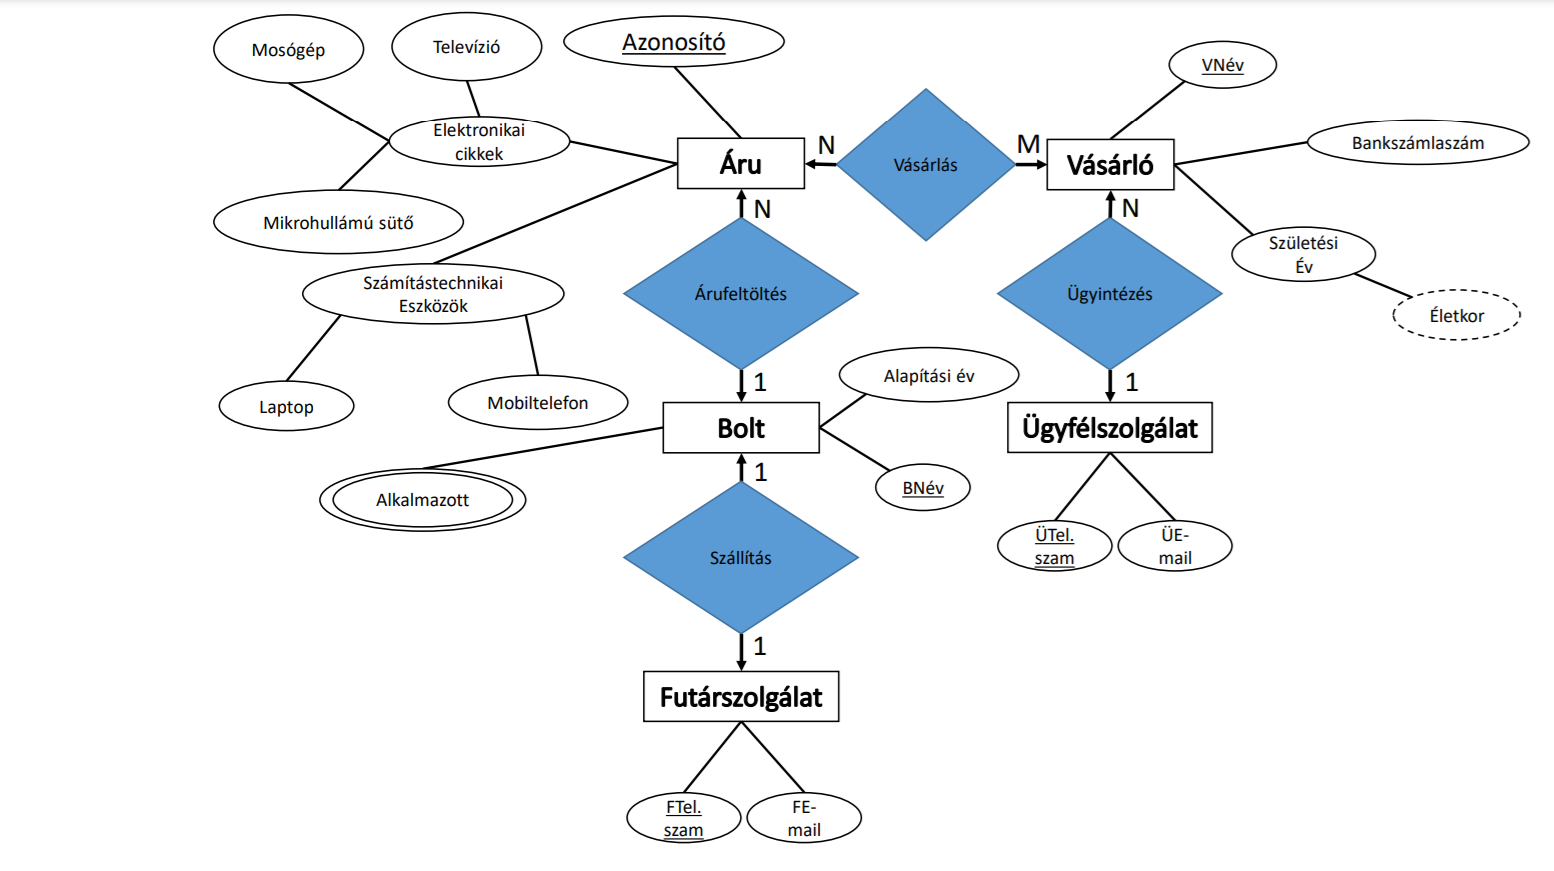 Mosógép
Televízió
Azonosító
VNév
Elektronikai
cikkek
Áru
N
Vásárlás
M
Vásárló
Bankszámlaszám
Mikrohullámú sütő
N
N
Születési
Év
Számítástechnikai
Eszközök
Árufeltöltés
Ügyintézés
Életkor
Laptop
Mobiltelefon
1
Alapítási év
1
Bolt
Ügyfélszolgálat
Alkalmazott
1
BNév
ÜTel.
szam
ÜE-
mail
Szállítás
1
Futárszolgálat
FTel.
szam
FE-
mail